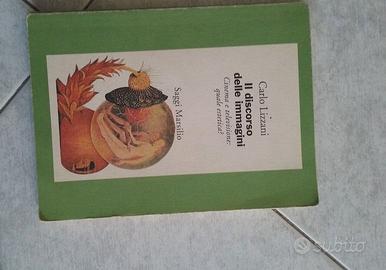 Carlo Lizzani
Il discorso
delle immagini
Cinema e televisione:
quale estetica?
Saggi Marsilio
subito